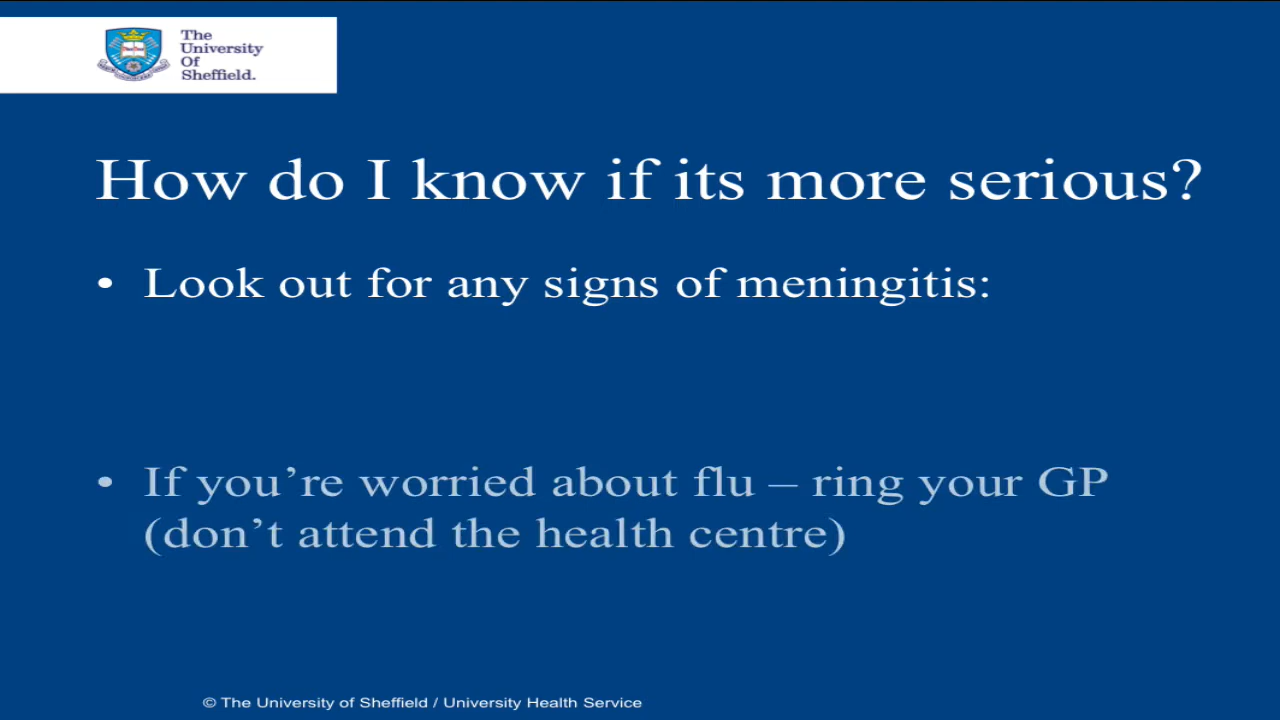 The
University
Of
Sheffield.
How do I know if its more serious?
• Look out for any signs of meningitis:
• If you’re worried about flu – ring your GP
(don’t attend the health centre)
© The University of Sheffield / University Health Service